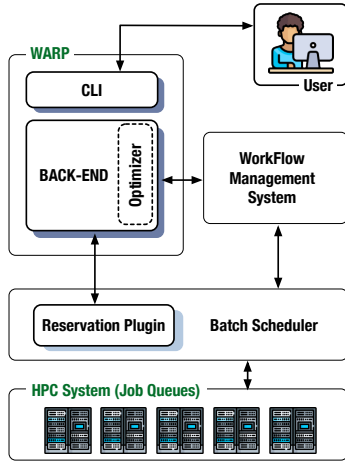 WARP
CLI
User
BACK-END
Optimizer
WorkFlow
Management
System
Reservation Plugin
Batch Scheduler
HPC System (Job Queues)